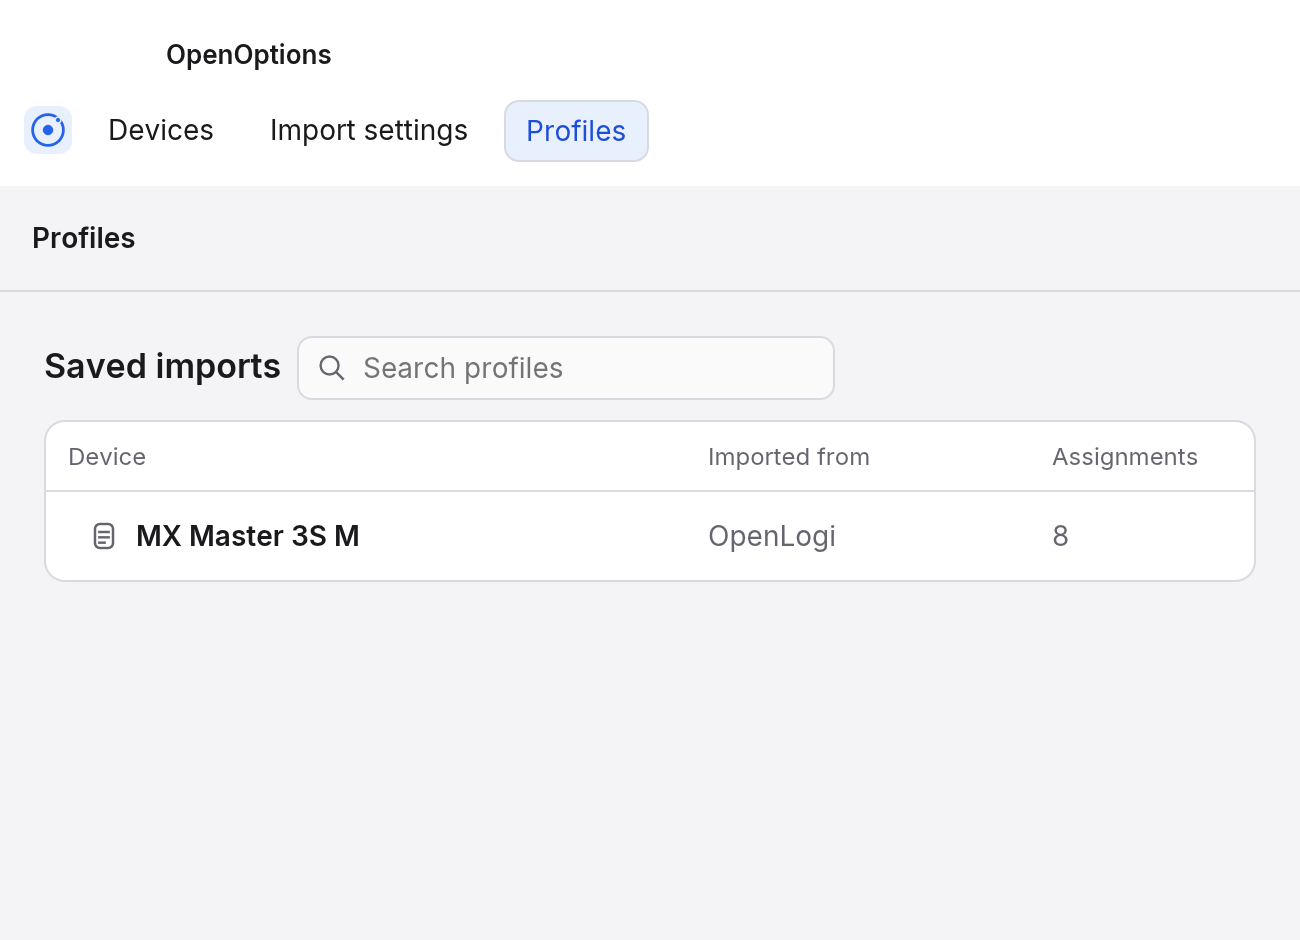 OpenOptions
Devices Import settings Profiles
Profiles
Saved imports Search profiles
Device Imported from Assignments
MX Master 3S M OpenLogi 8